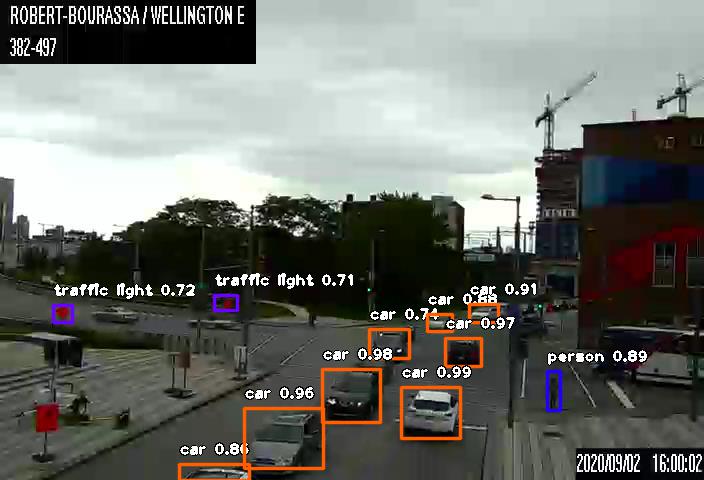 ROBERT-BOURASSA / WELLINGTON E
382-497
traffic light 0.72
traffic light 0.71
car 0.91
car 0.88
car 0.74
car 0.97
car 0.98
person 0.89
car 0.99
car 0.96
car 0.86
2020/09/02 16:00:02